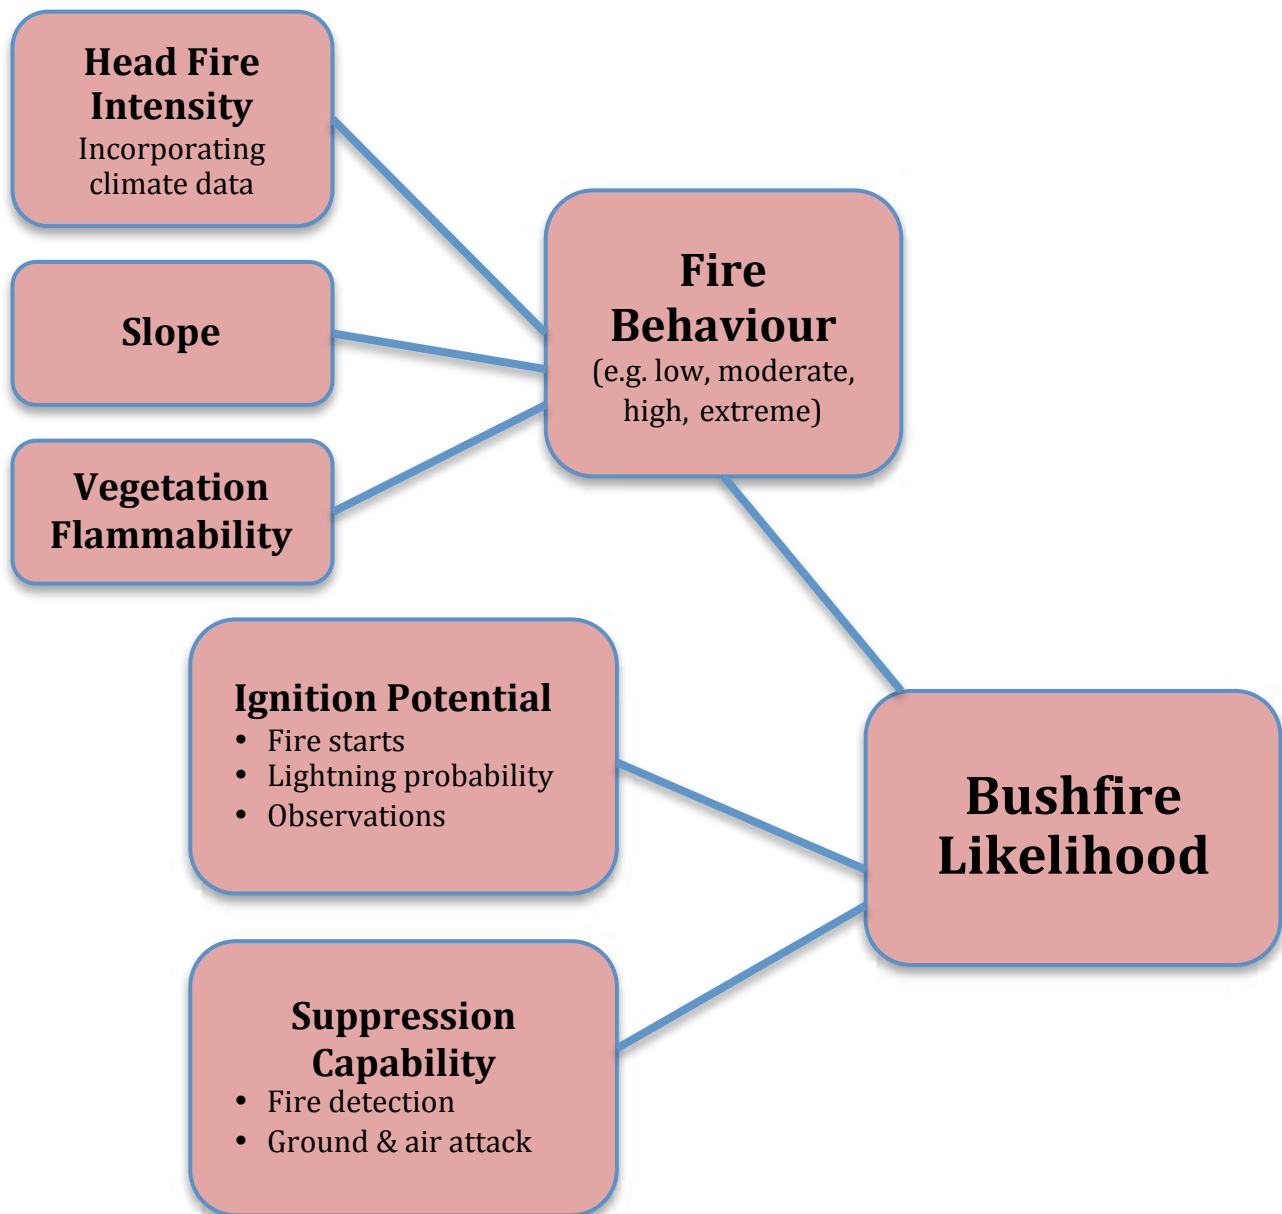 Head Fire
Intensity
Incorporating
climate data
Slope
Vegetation
Flammability
Fire
Behaviour
(e.g. low, moderate,
high, extreme)
Ignition Potential
• Fire starts
• Lightning probability
• Observations
Suppression
Capability
• Fire detection
• Ground & air attack
Bushfire
Likelihood